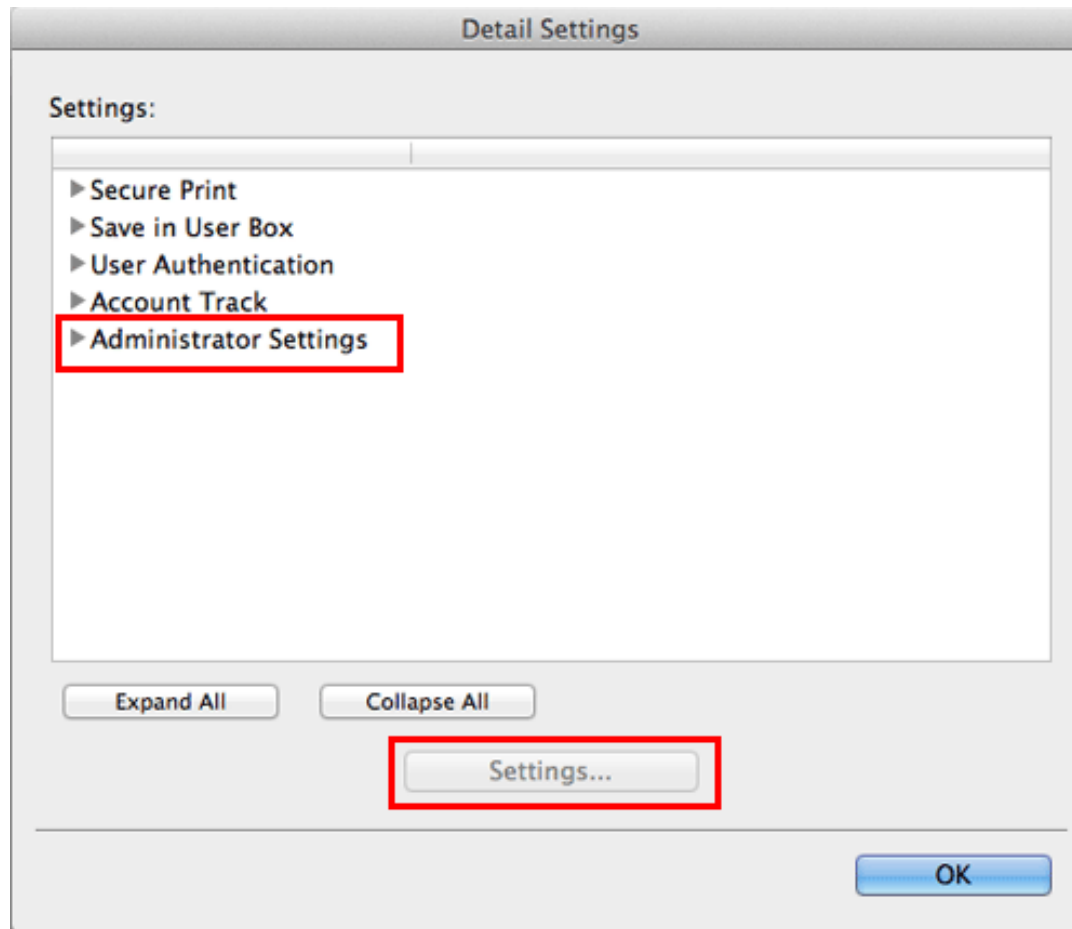 Detail Settings
Settings:
Secure Print
Save in User Box
User Authentication
Account Track
Administrator Settings
Expand All Collapse All
Settings...
OK